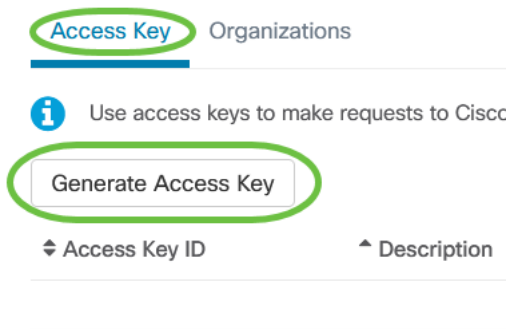 Access Key Organizations
Use access keys to make requests to Cisco
Generate Access Key
Access Key ID Description